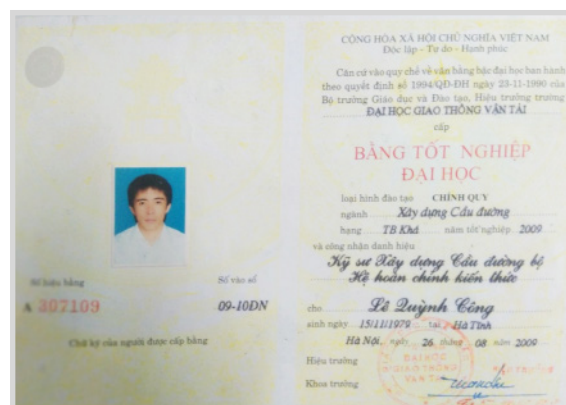 CỘNG HÒA XÃ HỘI CHỦ NGHĨA VIỆT NAM
Độc lập - Tự do - Hạnh phúc
Căn cứ vào quy chế về văn bằng bậc đại học ban hành
theo quyết định số 1994/QĐ-ĐH ngày 23-11-1990 của
Bộ trưởng Giáo dục và Đào tạo, Hiệu trưởng trường
ĐẠI HỌC GIAO THÔNG VẬN TẢI
cấp
BẰNG TỐT NGHIỆP
ĐẠI HỌC
loại hình đào tạo CHÍNH QUY
ngành Xây dựng Cầu đường
hạng TB Khá năm tốt nghiệp 2009
và công nhận danh hiệu
Kỹ sư Xây dựng Cầu đường bộ
Hệ hoàn chỉnh kiến thức
cho Lê Quỳnh Công
sinh ngày 15/11/1979 tại Hà Tĩnh
Hà Nội, ngày 26 tháng 08 năm 2009
Hiệu trưởng
Khoa trưởng
ĐẠI HỌC
GIAO THÔNG
VẬN TẢI
Số hiệu bằng
A 307109
Số vào sổ
09-10ĐN
Chữ ký của người được cấp bằng